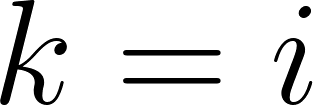 k = i